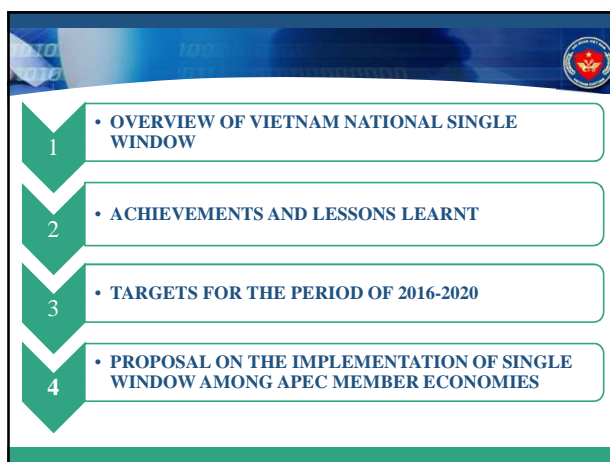 1
• OVERVIEW OF VIETNAM NATIONAL SINGLE
WINDOW
2
• ACHIEVEMENTS AND LESSONS LEARNT
3
• TARGETS FOR THE PERIOD OF 2016-2020
4
• PROPOSAL ON THE IMPLEMENTATION OF SINGLE
WINDOW AMONG APEC MEMBER ECONOMIES